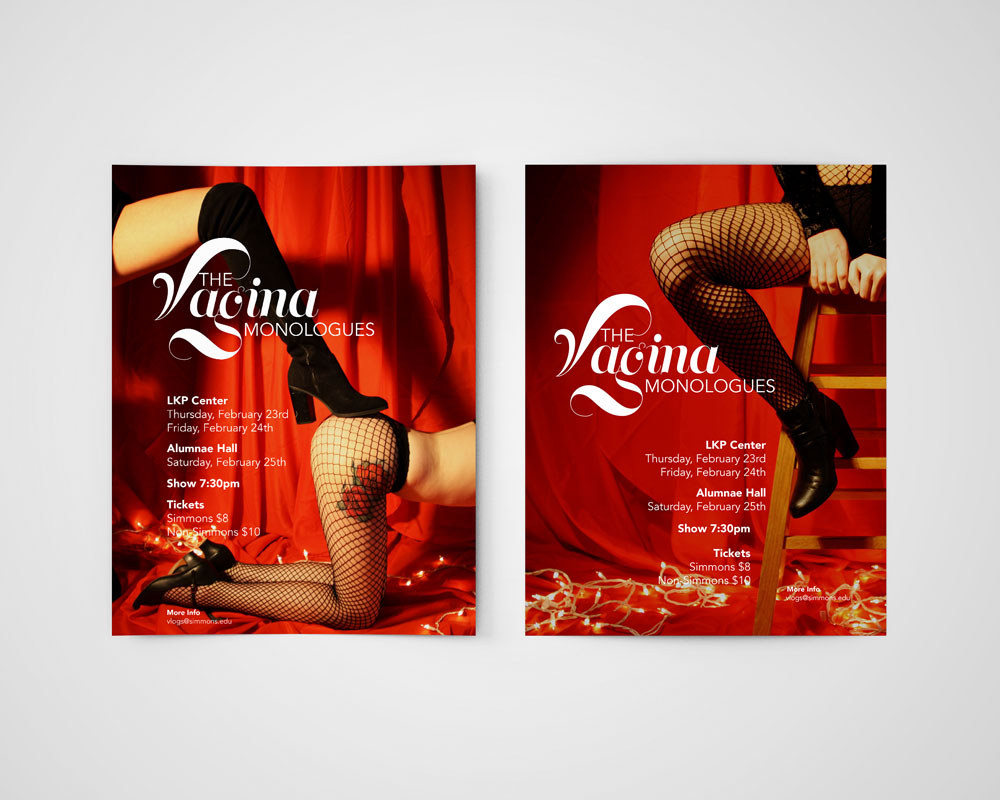 THE
Vagina
MONOLOGUES
LKP Center
Thursday, February 23rd
Friday, February 24th
Alumnae Hall
Saturday, February 25th
Show 7:30pm
Tickets
Simmons $8
Non-Simmons $10
More Info
vlogs@simmons.edu
THE
Vagina
MONOLOGUES
LKP Center
Thursday, February 23rd
Friday, February 24th
Alumnae Hall
Saturday, February 25th
Show 7:30pm
Tickets
Simmons $8
Non-Simmons $10
More Info
vlogs@simmons.edu